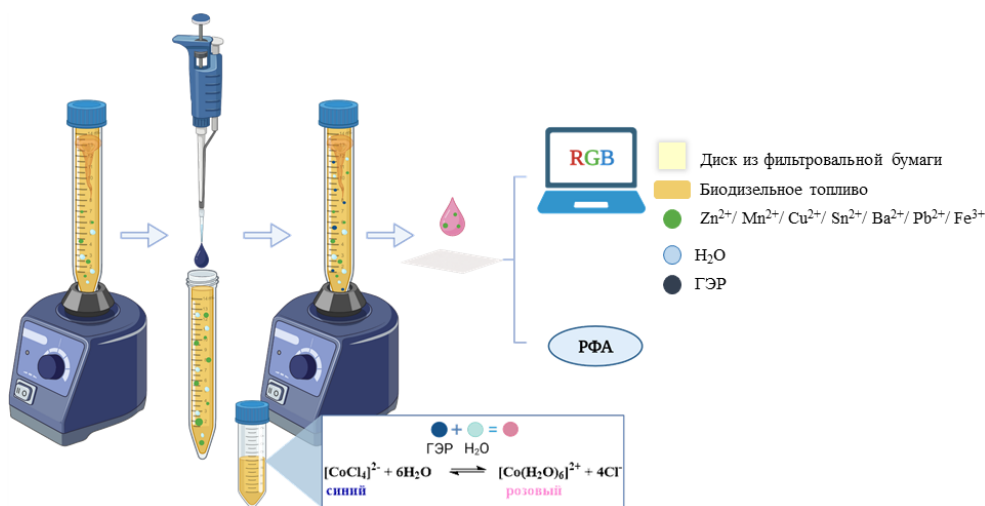 RGB
Диск из фильтровальной бумаги
Биодизельное топливо
Zn²⁺/ Mn²⁺/ Cu²⁺/ Sn²⁺/ Ba²⁺/ Pb²⁺/ Fe³⁺
H₂O
ГЭР
РФА
+ =
ГЭР H₂O
[CoCl₄]²⁻ + 6H₂O ⇌ [Co(H₂O)₆]²⁺ + 4Cl⁻
синий розовый